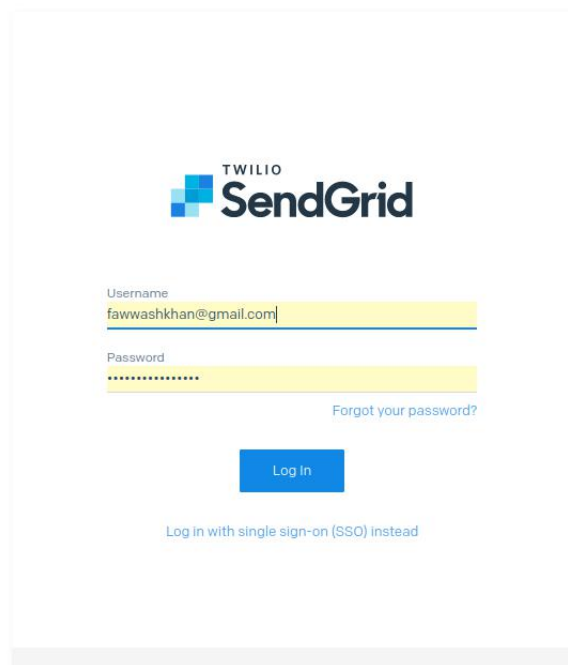 TWILIO
SendGrid
Username
fawwashkhan@gmail.com
Password
••••••••••••••••
Forgot your password?
Log In
Log in with single sign-on (SSO) instead